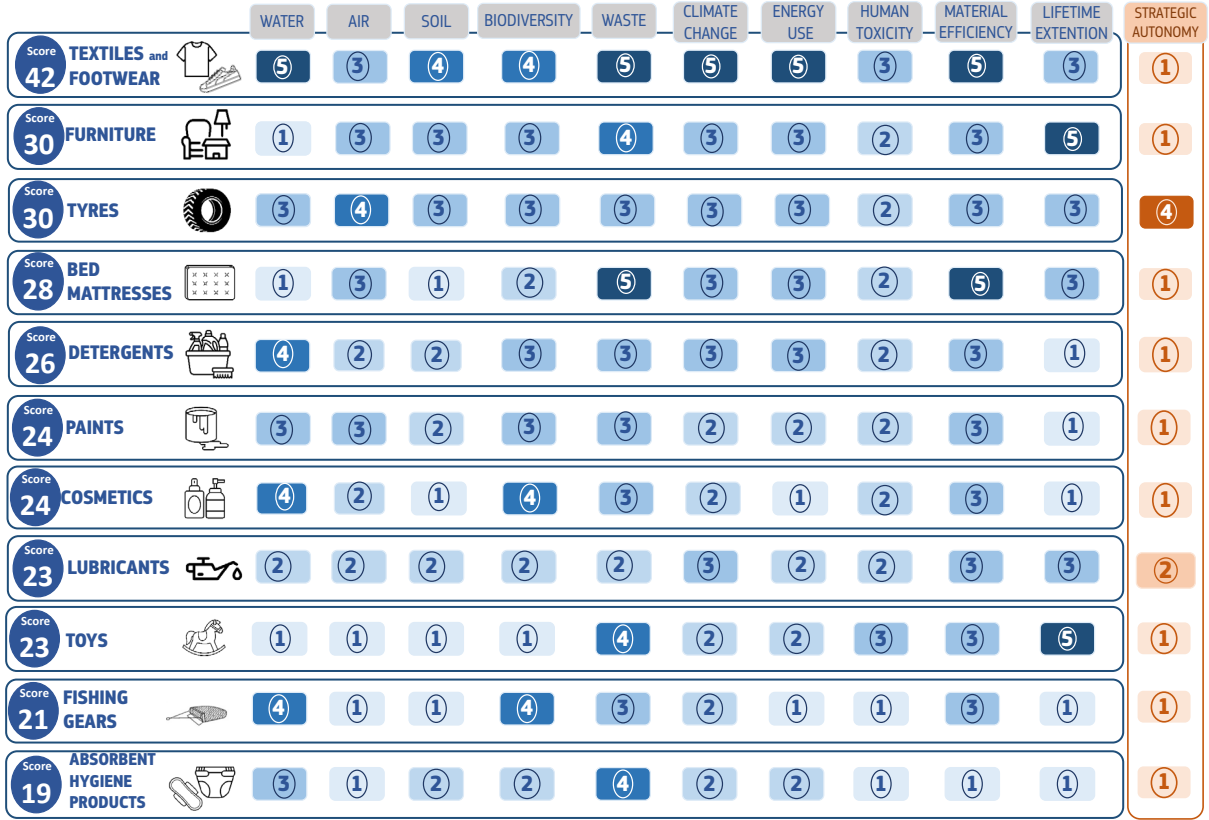 WATER
AIR
SOIL
BIODIVERSITY
WASTE
CLIMATE
CHANGE
ENERGY
USE
HUMAN
TOXICITY
MATERIAL
EFFICIENCY
LIFETIME
EXTENTION
STRATEGIC
AUTONOMY
Score
42
TEXTILES and
FOOTWEAR
5 3 4 4 5 5 5 3 5 3 1
Score
30
FURNITURE
1 3 3 3 4 3 3 2 3 5 1
Score
30
TYRES
3 4 3 3 3 3 3 2 3 3 4
Score
28
BED
MATTRESSES
1 3 1 2 5 3 3 2 5 3 1
Score
26
DETERGENTS
4 2 2 3 3 3 3 2 3 1 1
Score
24
PAINTS
3 3 2 3 3 2 2 2 3 1 1
Score
24
COSMETICS
4 2 1 4 3 2 1 2 3 1 1
Score
23
LUBRICANTS
2 2 2 2 2 3 2 2 3 3 2
Score
23
TOYS
1 1 1 1 4 2 2 3 3 5 1
Score
21
FISHING
GEARS
4 1 1 4 3 2 1 1 3 1 1
Score
19
ABSORBENT
HYGIENE
PRODUCTS
3 1 2 2 4 2 2 1 1 1 1